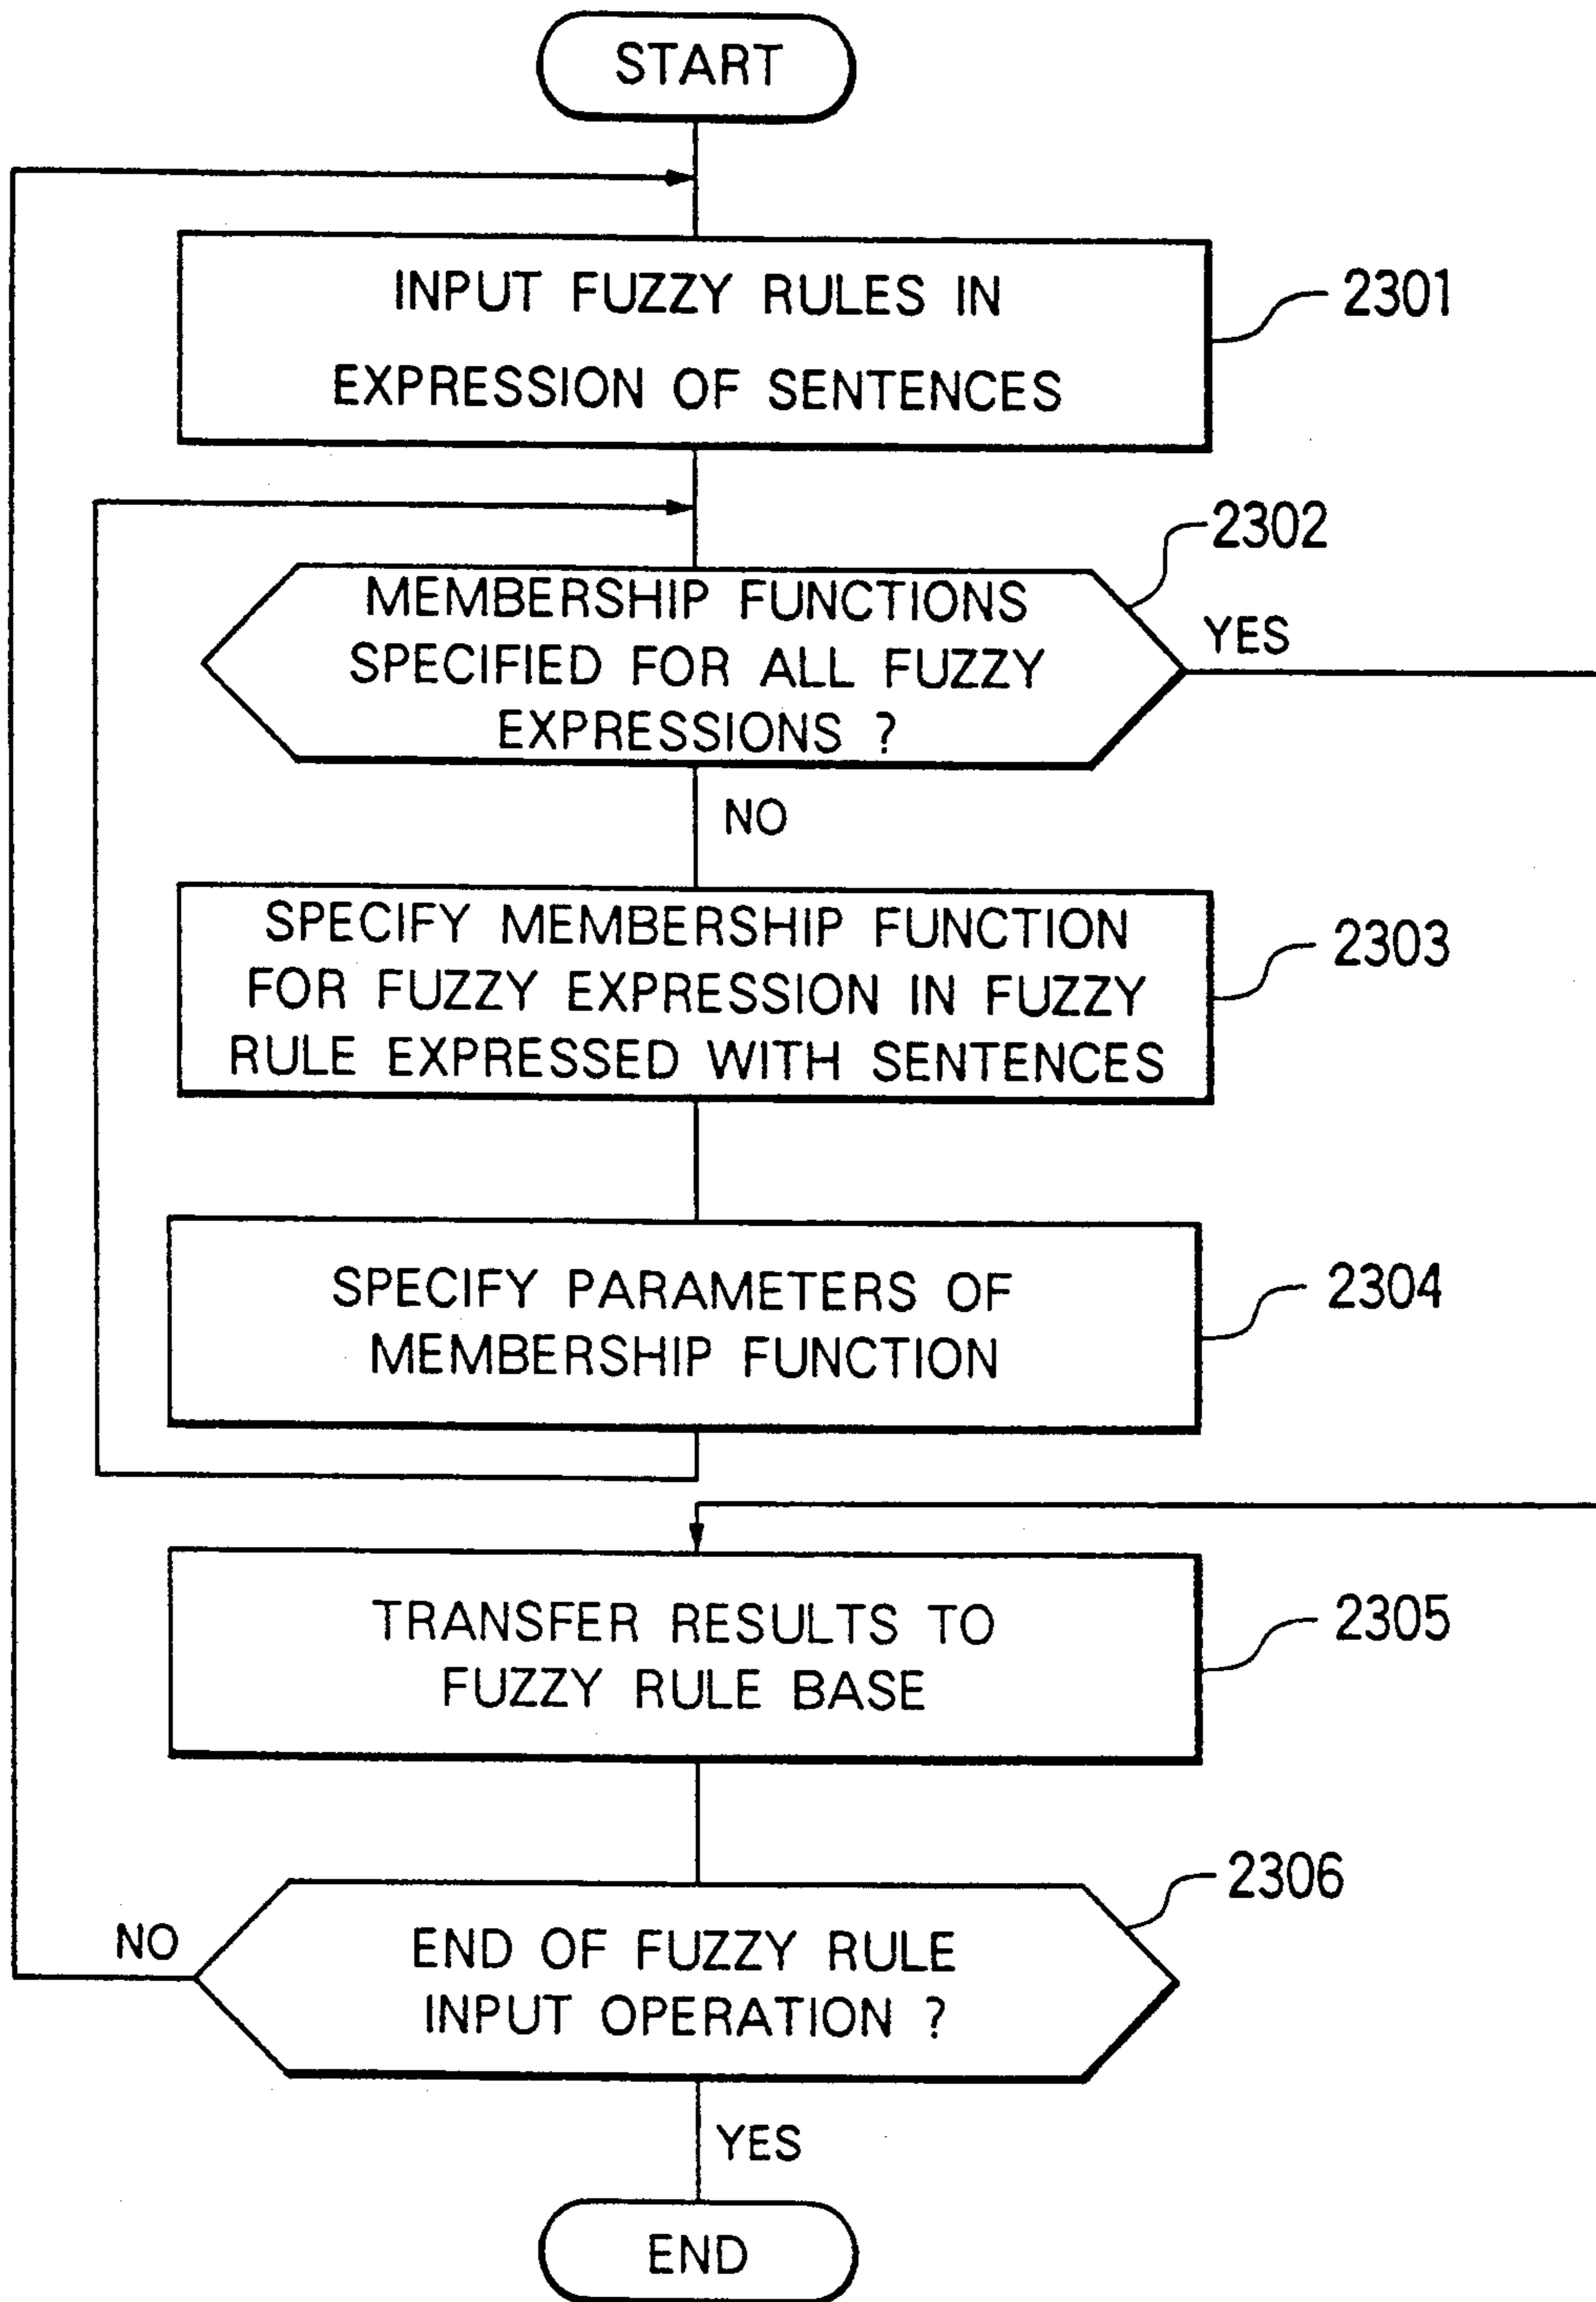 START
INPUT FUZZY RULES IN
EXPRESSION OF SENTENCES
2301
2302
MEMBERSHIP FUNCTIONS
SPECIFIED FOR ALL FUZZY
EXPRESSIONS ?
YES
NO
SPECIFY MEMBERSHIP FUNCTION
FOR FUZZY EXPRESSION IN FUZZY
RULE EXPRESSED WITH SENTENCES
2303
SPECIFY PARAMETERS OF
MEMBERSHIP FUNCTION
2304
TRANSFER RESULTS TO
FUZZY RULE BASE
2305
2306
NO
END OF FUZZY RULE
INPUT OPERATION ?
YES
END